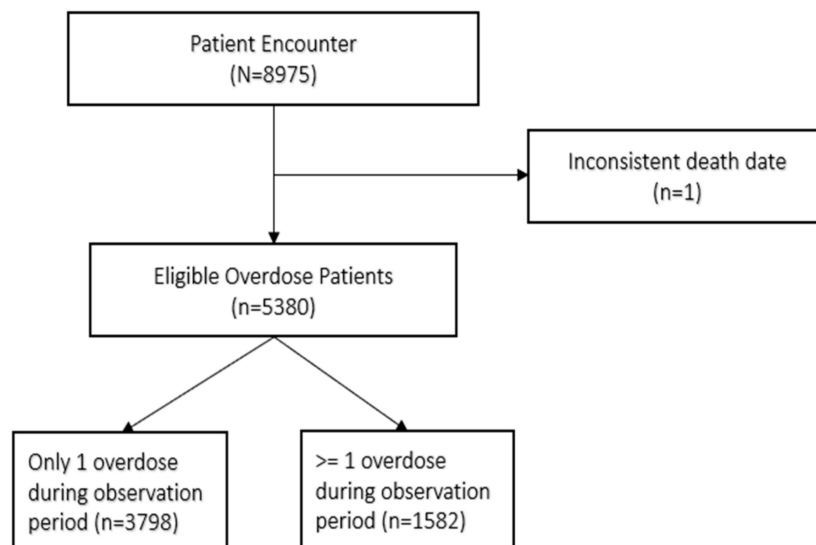 Patient Encounter
(N=8975)
Inconsistent death date
(n=1)
Eligible Overdose Patients
(n=5380)
Only 1 overdose
during observation
period (n=3798)
>= 1 overdose
during observation
period (n=1582)